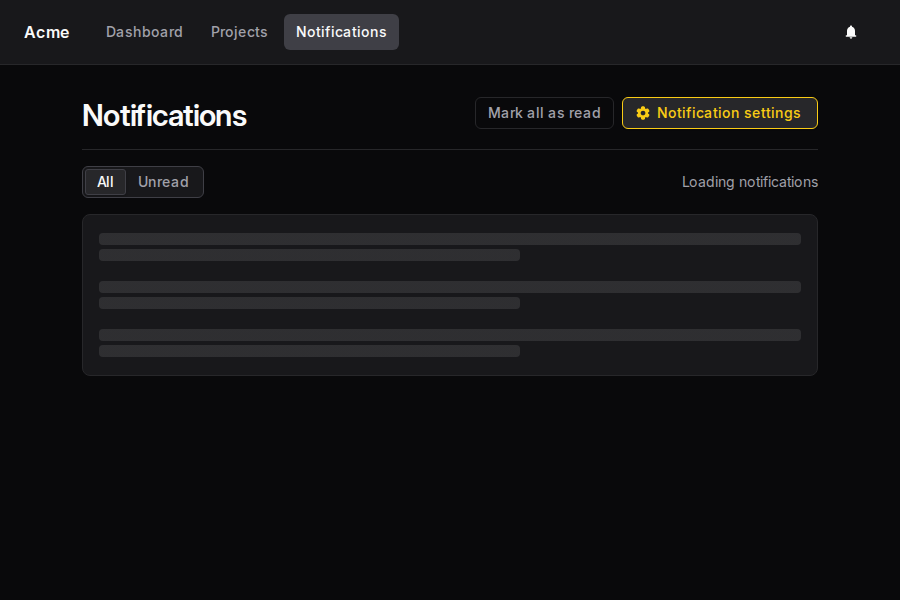 Acme Dashboard Projects Notifications
Notifications
Mark all as read Notification settings
All Unread Loading notifications